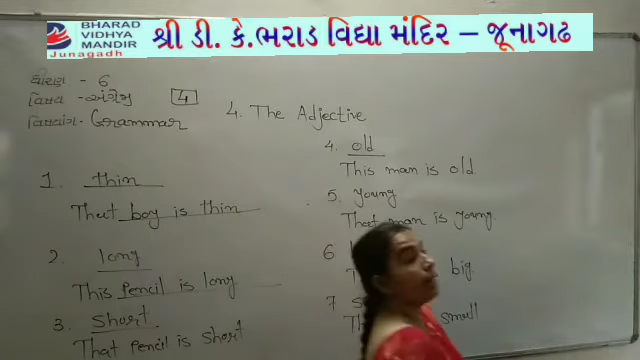 BHARAD
VIDHYA
MANDIR
Junagadh
શ્રી ડી. કે.ભરાડ વિદ્યા મંદિર – જૂનાગઢ
ધોરણ - 6
વિષય - અંગ્રેજી
4
વિષયાંગ - Grammar
4. The Adjective
1. thin
That boy is thin
2. long
This pencil is long
3. Short
That pencil is short
4. old
This man is old.
5. young
That man is young.
6
big.
7
small